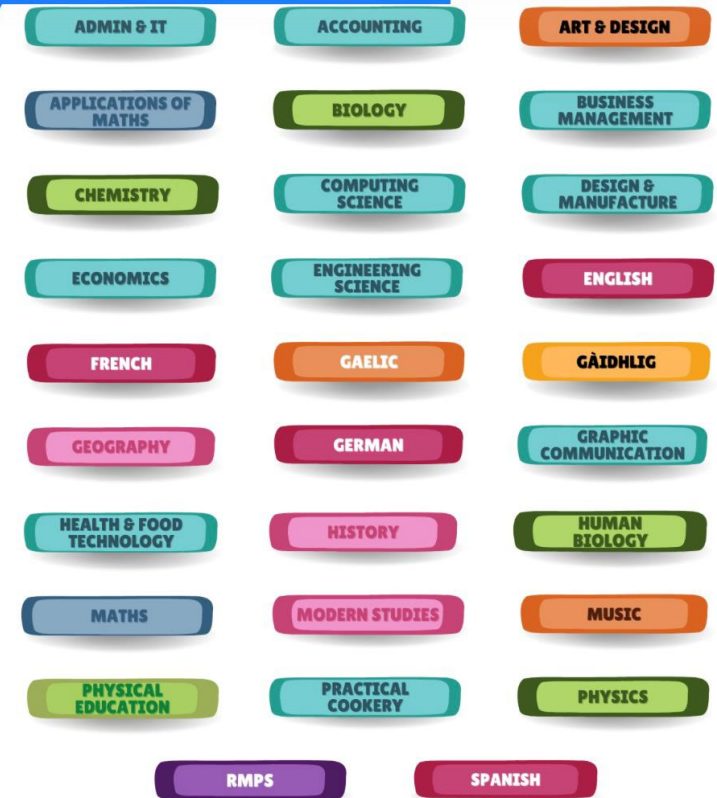 ADMIN & IT
ACCOUNTING
ART & DESIGN
APPLICATIONS OF
MATHS
BIOLOGY
BUSINESS
MANAGEMENT
CHEMISTRY
COMPUTING
SCIENCE
DESIGN &
MANUFACTURE
ECONOMICS
ENGINEERING
SCIENCE
ENGLISH
FRENCH
GAELIC
GÀIDHLIG
GEOGRAPHY
GERMAN
GRAPHIC
COMMUNICATION
HEALTH & FOOD
TECHNOLOGY
HISTORY
HUMAN
BIOLOGY
MATHS
MODERN STUDIES
MUSIC
PHYSICAL
EDUCATION
PRACTICAL
COOKERY
PHYSICS
RMPS
SPANISH